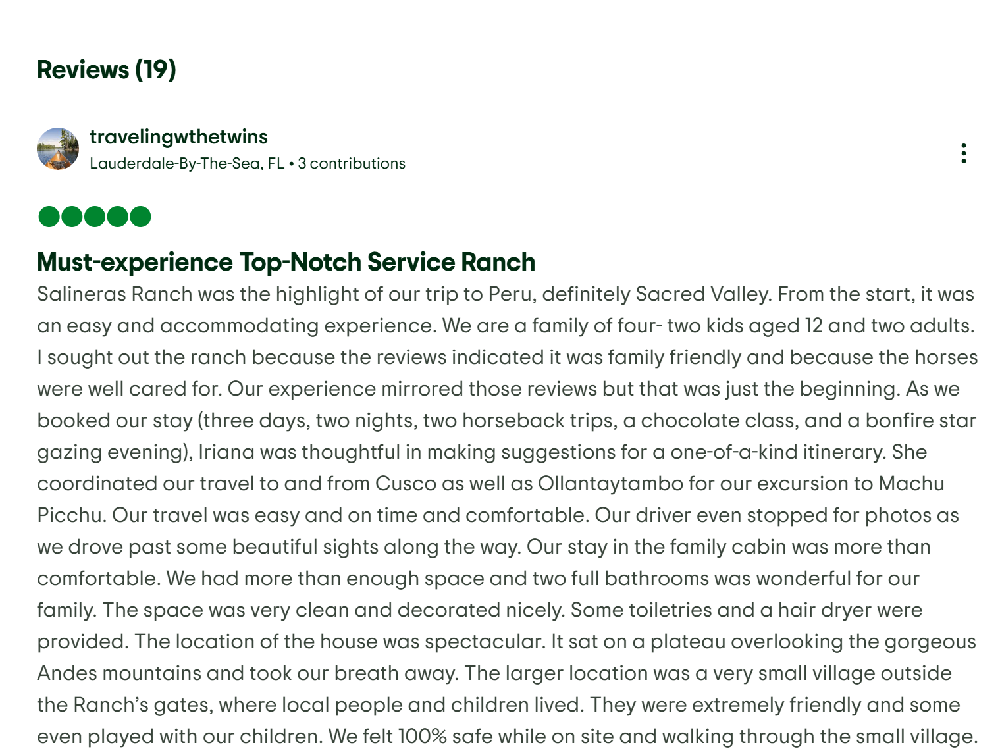 Reviews (19)
travelingwthetwins
Lauderdale-By-The-Sea, FL • 3 contributions
Must-experience Top-Notch Service Ranch
Salineras Ranch was the highlight of our trip to Peru, definitely Sacred Valley. From the start, it was
an easy and accommodating experience. We are a family of four- two kids aged 12 and two adults.
I sought out the ranch because the reviews indicated it was family friendly and because the horses
were well cared for. Our experience mirrored those reviews but that was just the beginning. As we
booked our stay (three days, two nights, two horseback trips, a chocolate class, and a bonfire star
gazing evening), Iriana was thoughtful in making suggestions for a one-of-a-kind itinerary. She
coordinated our travel to and from Cusco as well as Ollantaytambo for our excursion to Machu
Picchu. Our travel was easy and on time and comfortable. Our driver even stopped for photos as
we drove past some beautiful sights along the way. Our stay in the family cabin was more than
comfortable. We had more than enough space and two full bathrooms was wonderful for our
family. The space was very clean and decorated nicely. Some toiletries and a hair dryer were
provided. The location of the house was spectacular. It sat on a plateau overlooking the gorgeous
Andes mountains and took our breath away. The larger location was a very small village outside
the Ranch’s gates, where local people and children lived. They were extremely friendly and some
even played with our children. We felt 100% safe while on site and walking through the small village.